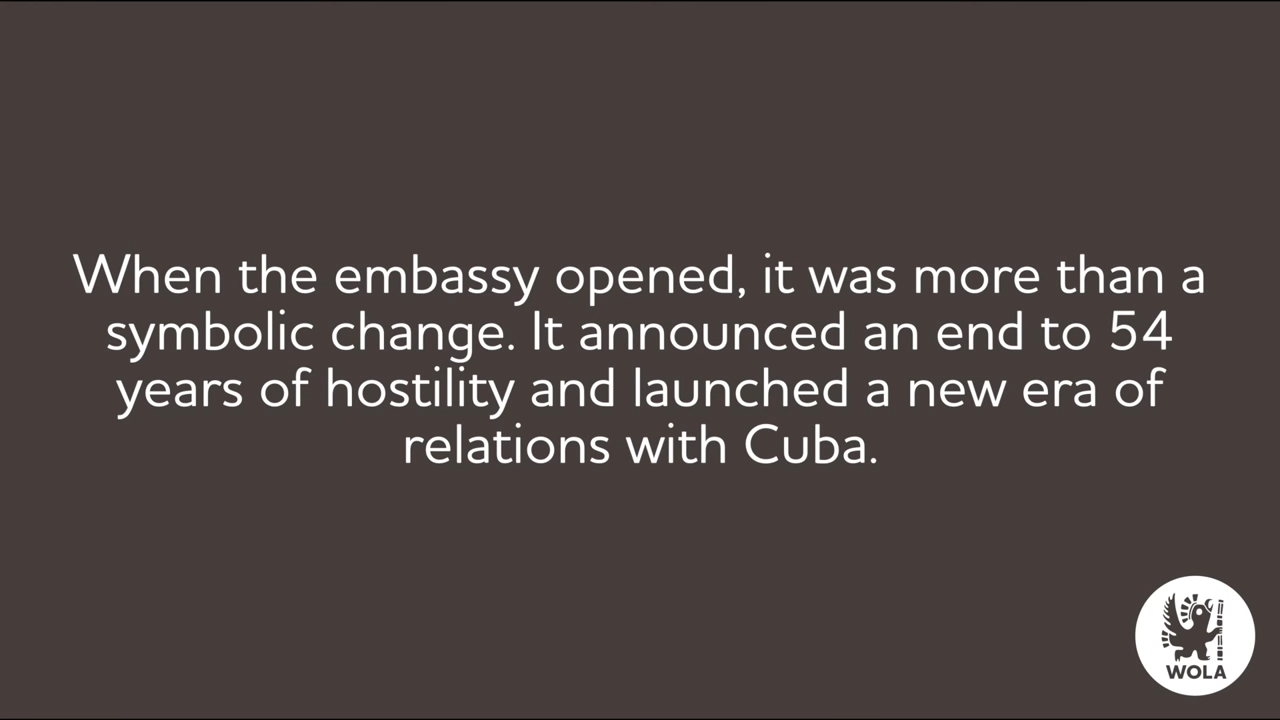 When the embassy opened, it was more than a
symbolic change. It announced an end to 54
years of hostility and launched a new era of
relations with Cuba.
WOLA